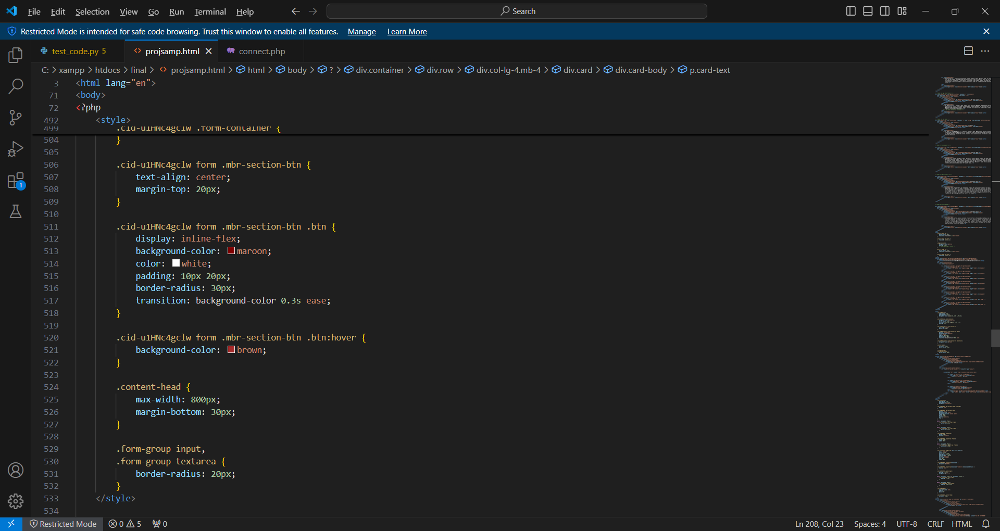 File Edit Selection View Go Run Terminal Help
Search
Restricted Mode is intended for safe code browsing. Trust this window to enable all features. Manage Learn More
test_code.py 5
projsamp.html
connect.php
C: > xampp > htdocs > final > projsamp.html > html > body > ? > div.container > div.row > div.col-lg-4.mb-4 > div.card > div.card-body > p.card-text
3 <html lang="en">
71 <body>
72 <?php
492 <style>
499 .cid-u1HNc4gclw .form-container {
504 }
505
506 .cid-u1HNc4gclw form .mbr-section-btn {
507 text-align: center;
508 margin-top: 20px;
509 }
510
511 .cid-u1HNc4gclw form .mbr-section-btn .btn {
512 display: inline-flex;
513 background-color: maroon;
514 color: white;
515 padding: 10px 20px;
516 border-radius: 30px;
517 transition: background-color 0.3s ease;
518 }
519
520 .cid-u1HNc4gclw form .mbr-section-btn .btn:hover {
521 background-color: brown;
522 }
523
524 .content-head {
525 max-width: 800px;
526 margin-bottom: 30px;
527 }
528
529 .form-group input,
530 .form-group textarea {
531 border-radius: 20px;
532 }
533 </style>
534
1
Restricted Mode 0 5 0
Ln 208, Col 23 Spaces: 4 UTF-8 CRLF HTML